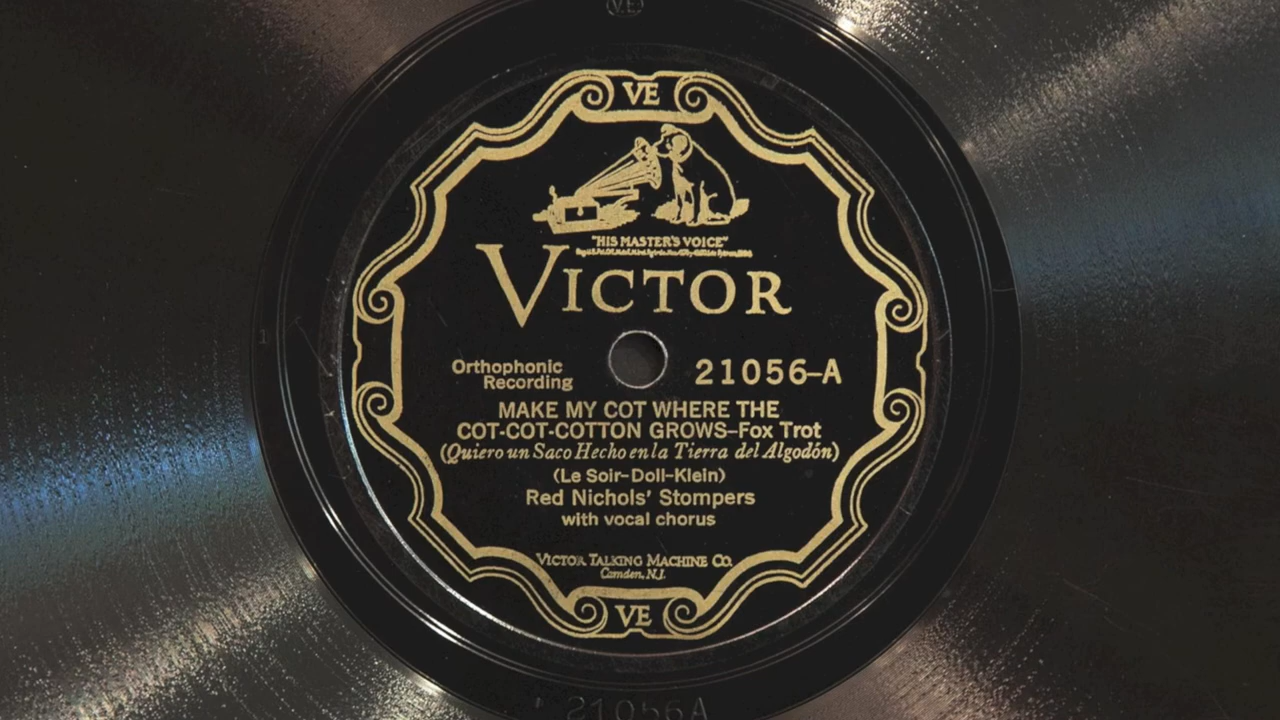 VE
VE
"HIS MASTER'S VOICE"
VICTOR
Orthophonic
Recording
21056-A
MAKE MY COT WHERE THE
COT-COT-COTTON GROWS-Fox Trot
(Quiero un Saco Hecho en la Tierra del Algodón)
(Le Soir-Doll-Klein)
Red Nichols' Stompers
with vocal chorus
VICTOR TALKING MACHINE CO.
Camden, N.J.
VE
21056A